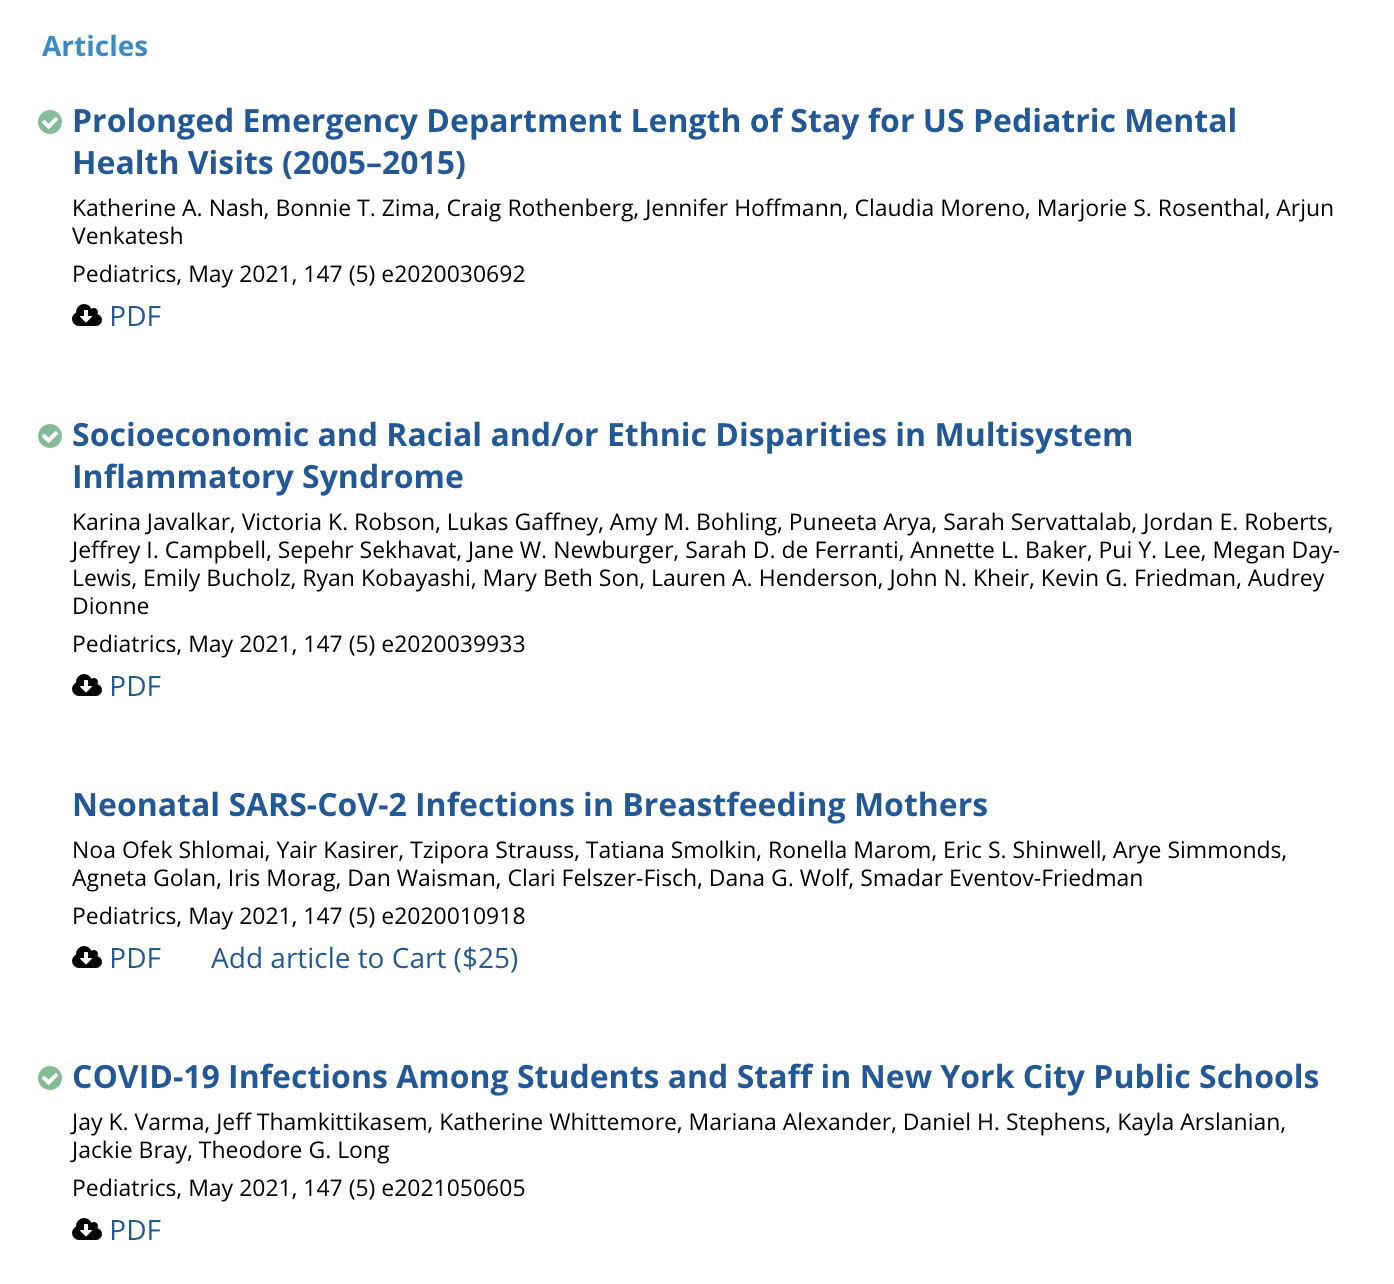 Articles
Prolonged Emergency Department Length of Stay for US Pediatric Mental
Health Visits (2005–2015)
Katherine A. Nash, Bonnie T. Zima, Craig Rothenberg, Jennifer Hoffmann, Claudia Moreno, Marjorie S. Rosenthal, Arjun
Venkatesh
Pediatrics, May 2021, 147 (5) e2020030692
PDF
Socioeconomic and Racial and/or Ethnic Disparities in Multisystem
Inflammatory Syndrome
Karina Javalkar, Victoria K. Robson, Lukas Gaffney, Amy M. Bohling, Puneeta Arya, Sarah Servattalab, Jordan E. Roberts,
Jeffrey I. Campbell, Sepehr Sekhavat, Jane W. Newburger, Sarah D. de Ferranti, Annette L. Baker, Pui Y. Lee, Megan Day-
Lewis, Emily Bucholz, Ryan Kobayashi, Mary Beth Son, Lauren A. Henderson, John N. Kheir, Kevin G. Friedman, Audrey
Dionne
Pediatrics, May 2021, 147 (5) e2020039933
PDF
Neonatal SARS-CoV-2 Infections in Breastfeeding Mothers
Noa Ofek Shlomai, Yair Kasirer, Tzipora Strauss, Tatiana Smolkin, Ronella Marom, Eric S. Shinwell, Arye Simmonds,
Agneta Golan, Iris Morag, Dan Waisman, Clari Felszer-Fisch, Dana G. Wolf, Smadar Eventov-Friedman
Pediatrics, May 2021, 147 (5) e2020010918
PDF Add article to Cart ($25)
COVID-19 Infections Among Students and Staff in New York City Public Schools
Jay K. Varma, Jeff Thamkittikasem, Katherine Whittemore, Mariana Alexander, Daniel H. Stephens, Kayla Arslanian,
Jackie Bray, Theodore G. Long
Pediatrics, May 2021, 147 (5) e2021050605
PDF